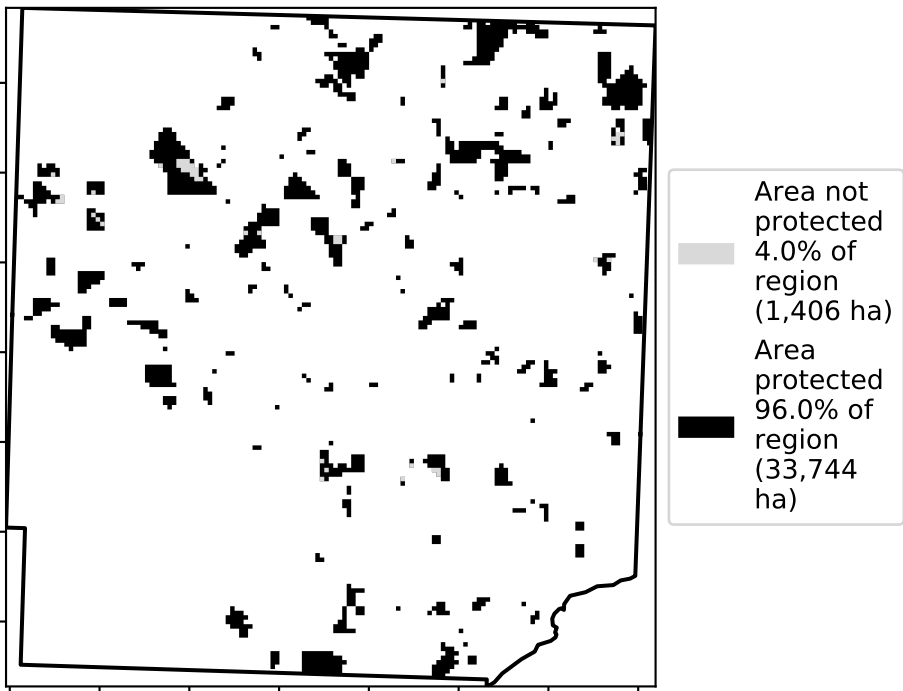 Area not
protected
4.0% of
region
(1,406 ha)
Area
protected
96.0% of
region
(33,744
ha)